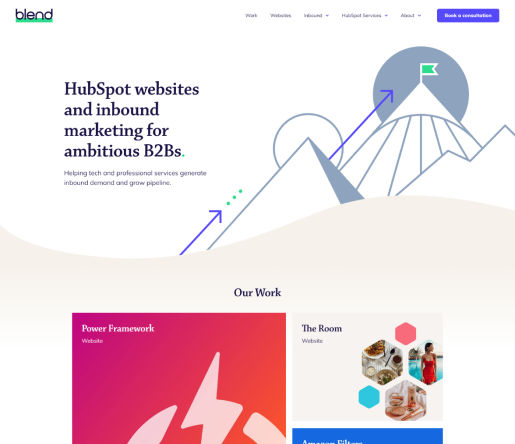 blend
Work Websites Inbound HubSpot Services About Book a consultation
HubSpot websites
and inbound
marketing for
ambitious B2Bs.
Helping tech and professional services generate
inbound demand and grow pipeline.
Our Work
Power Framework
Website
The Room
Website
Amazon Filters